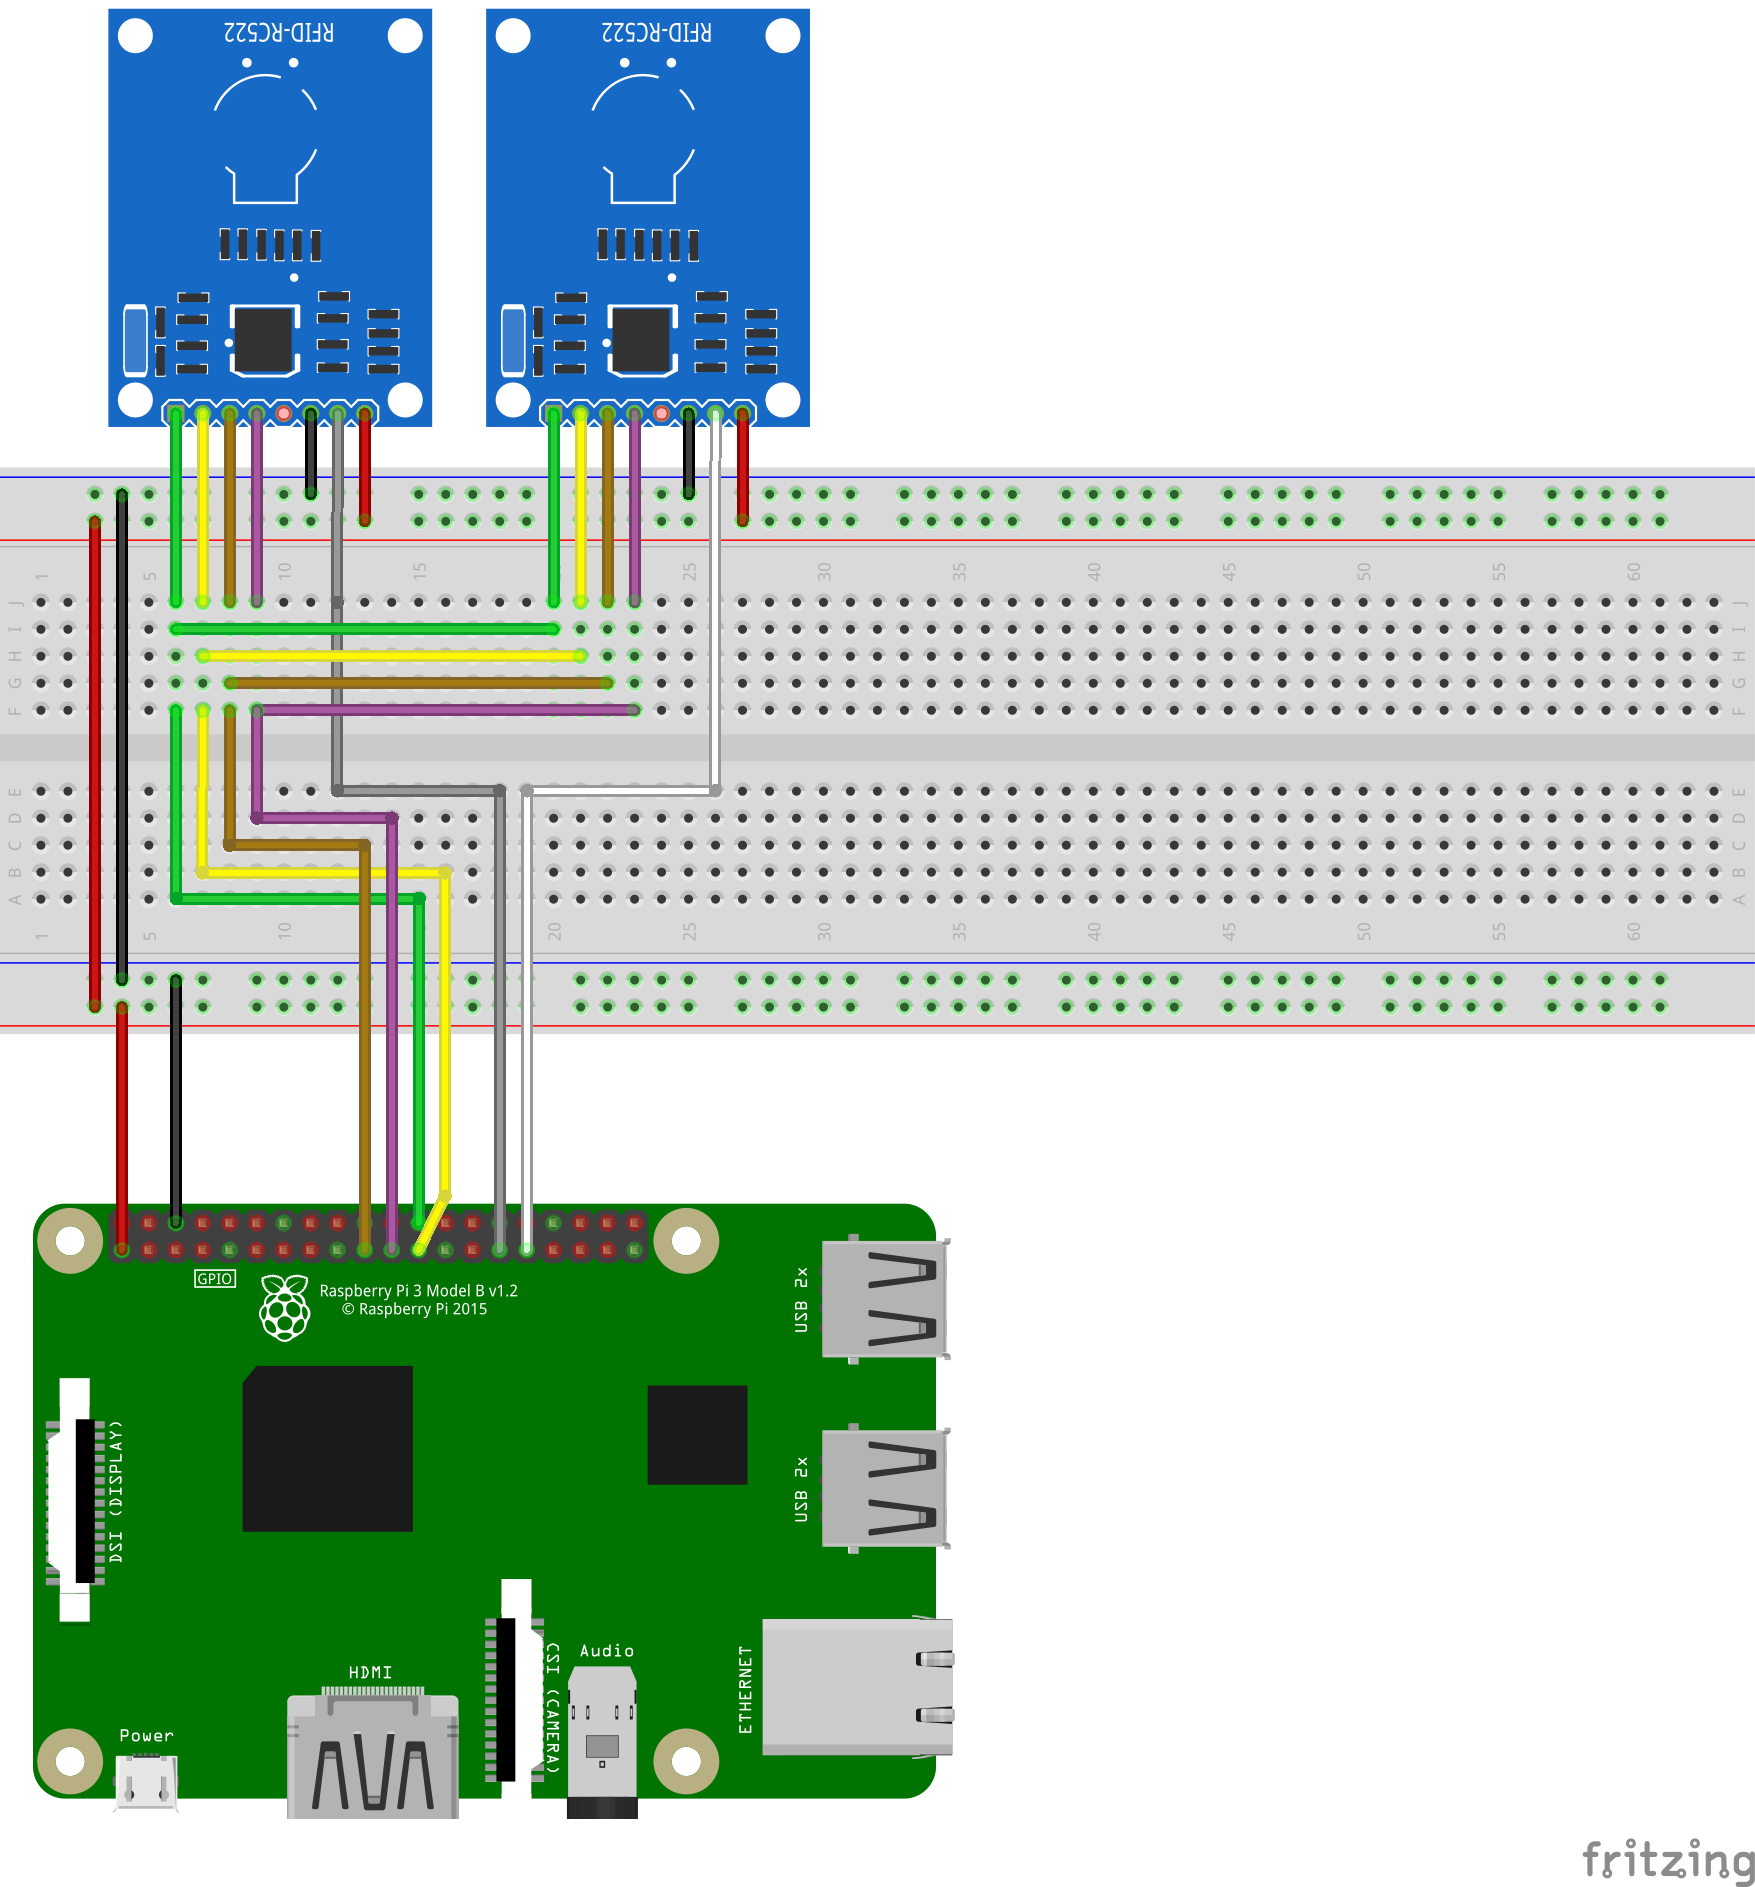 RFID-RC522
RFID-RC522
1 5 10 15 25 30 35 40 45 50 55 60
J J
I I
H H
G G
F F
E E
D D
C C
B B
A A
1 5 10 20 25 30 35 40 45 50 55 60
GPIO
Raspberry Pi 3 Model B v1.2
© Raspberry Pi 2015
USB 2x
USB 2x
DSI (DISPLAY)
CSI (CAMERA)
Audio
HDMI
ETHERNET
Power
fritzing